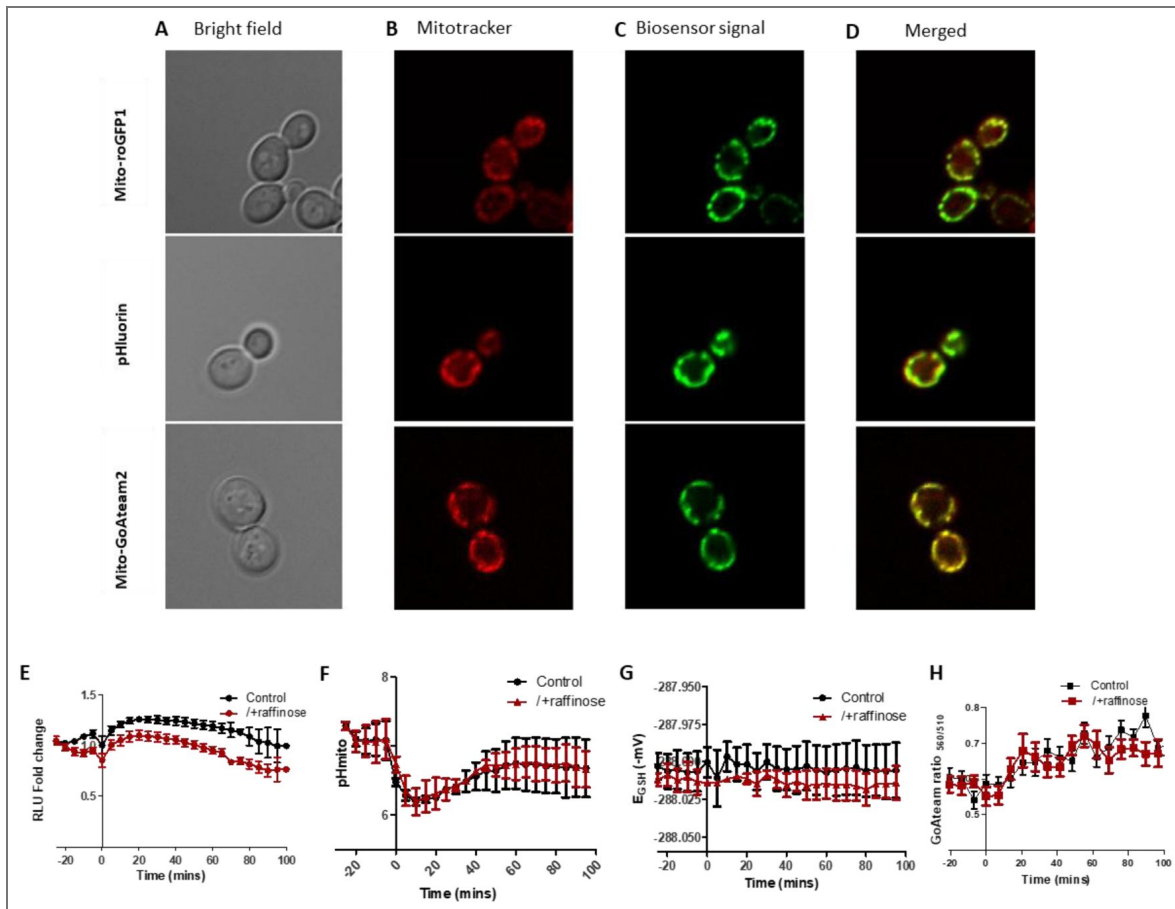 A Bright field B Mitotracker C Biosensor signal D Merged
Mito-roGFP1
pHluorin
Mito-GoAteam2
E
Control
/+raffinose
RLU Fold change
1.5
1.0
0.5
-20 0 20 40 60 80 100
Time (mins)
F
Control
/+raffinose
pHmito
8
6
-20 0 20 40 60 80 100
Time (mins)
G
Control
/+raffinose
EGSH (-mV)
-287.950
-287.975
-288.025
-288.050
-20 0 20 40 60 80 100
Time (mins)
H
Control
/+raffinose
GoAteam ratio 560/510
0.8
0.7
0.5
-20 0 20 40 60 80 100
Time (mins)